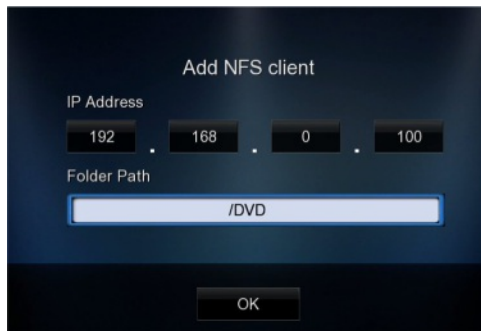 Add NFS client
IP Address
192 . 168 . 0 . 100
Folder Path
/DVD
OK